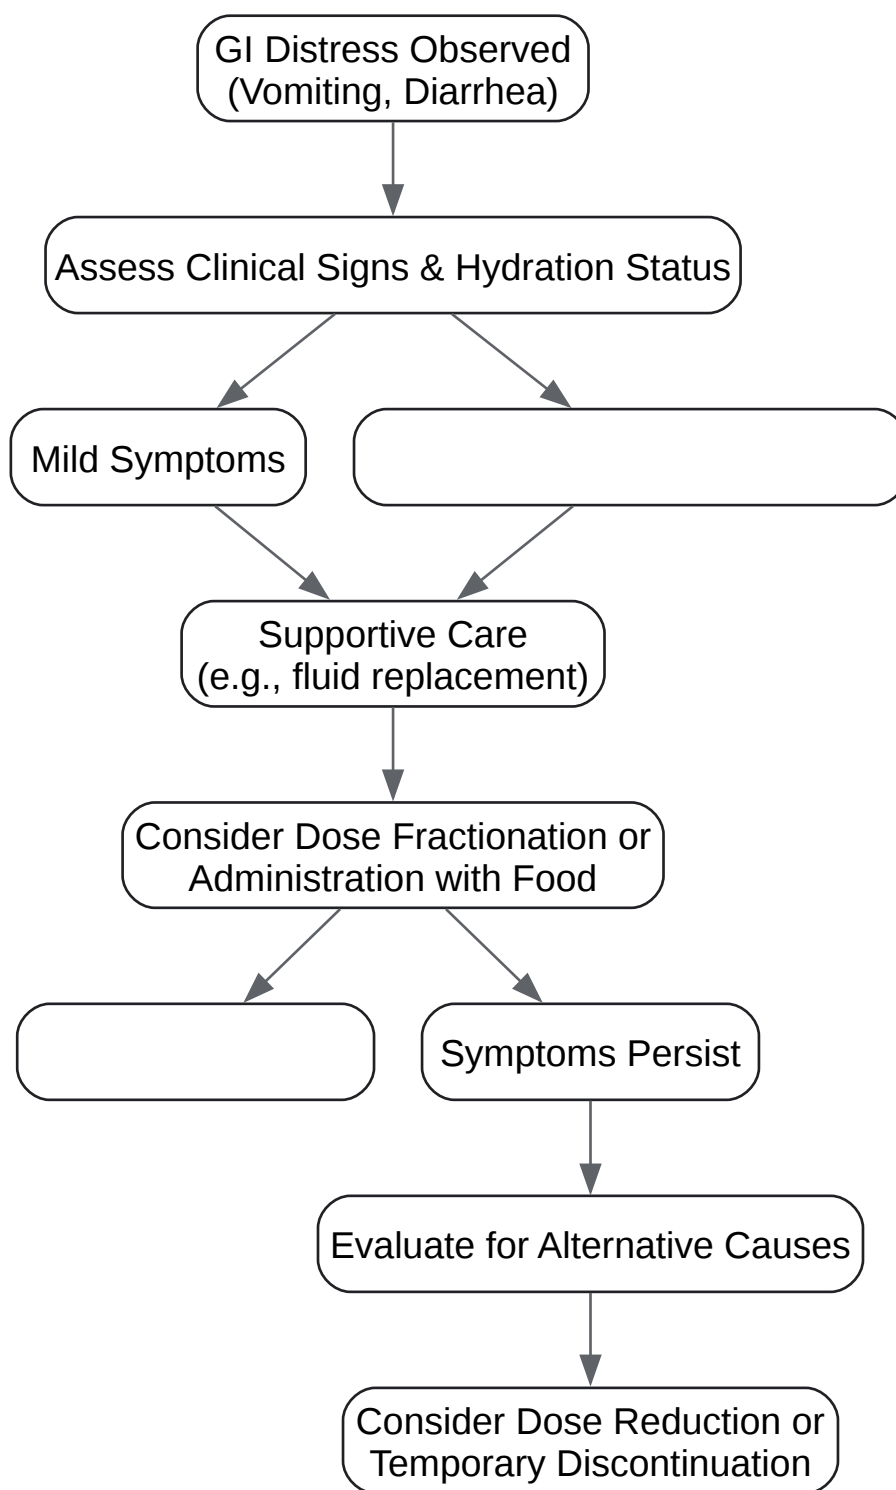 GI Distress Observed
(Vomiting, Diarrhea)
Assess Clinical Signs & Hydration Status
Mild Symptoms
Supportive Care
(e.g., fluid replacement)
Consider Dose Fractionation or
Administration with Food
Symptoms Persist
Evaluate for Alternative Causes
Consider Dose Reduction or
Temporary Discontinuation